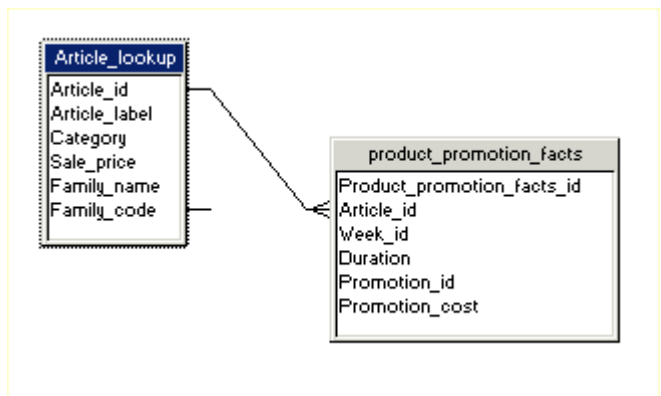 Article_lookup
Article_id
Article_label
Category
Sale_price
Family_name
Family_code
product_promotion_facts
Product_promotion_facts_id
Article_id
Week_id
Duration
Promotion_id
Promotion_cost